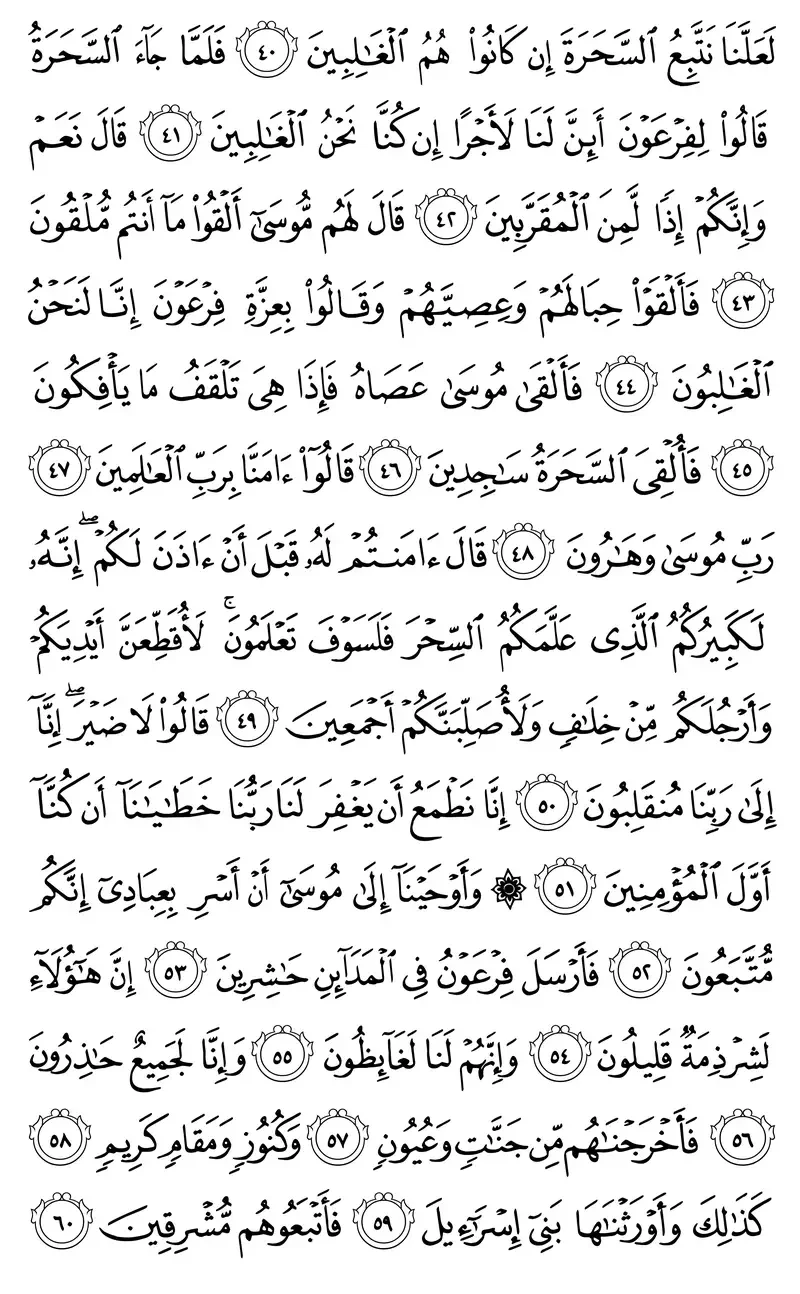 لَعَلَّنَا نَتَّبِعُ ٱلسَّحَرَةَ إِن كَانُوا۟ هُمُ ٱلْغَـٰلِبِينَ ٤٠ فَلَمَّا جَآءَ ٱلسَّحَرَةُ
قَالُوا۟ لِفِرْعَوْنَ أَئِنَّ لَنَا لَأَجْرًا إِن كُنَّا نَحْنُ ٱلْغَـٰلِبِينَ ٤١ قَالَ نَعَمْ
وَإِنَّكُمْ إِذًا لَّمِنَ ٱلْمُقَرَّبِينَ ٤٢ قَالَ لَهُم مُّوسَىٰٓ أَلْقُوا۟ مَآ أَنتُم مُّلْقُونَ
٤٣ فَأَلْقَوْا۟ حِبَالَهُمْ وَعِصِيَّهُمْ وَقَالُوا۟ بِعِزَّةِ فِرْعَوْنَ إِنَّا لَنَحْنُ
ٱلْغَـٰلِبُونَ ٤٤ فَأَلْقَىٰ مُوسَىٰ عَصَاهُ فَإِذَا هِىَ تَلْقَفُ مَا يَأْفِكُونَ
٤٥ فَأُلْقِىَ ٱلسَّحَرَةُ سَـٰجِدِينَ ٤٦ قَالُوٓا۟ ءَامَنَّا بِرَبِّ ٱلْعَـٰلَمِينَ ٤٧
رَبِّ مُوسَىٰ وَهَـٰرُونَ ٤٨ قَالَ ءَامَنتُمْ لَهُۥ قَبْلَ أَنْ ءَاذَنَ لَكُمْ ۖ إِنَّهُۥ
لَكَبِيرُكُمُ ٱلَّذِى عَلَّمَكُمُ ٱلسِّحْرَ فَلَسَوْفَ تَعْلَمُونَ ۚ لَأُقَطِّعَنَّ أَيْدِيَكُمْ
وَأَرْجُلَكُم مِّنْ خِلَـٰفٍ وَلَأُصَلِّبَنَّكُمْ أَجْمَعِينَ ٤٩ قَالُوا۟ لَا ضَيْرَ ۖ إِنَّآ
إِلَىٰ رَبِّنَا مُنقَلِبُونَ ٥٠ إِنَّا نَطْمَعُ أَن يَغْفِرَ لَنَا رَبُّنَا خَطَـٰيَـٰنَآ أَن كُنَّآ
أَوَّلَ ٱلْمُؤْمِنِينَ ٥١ ۞ وَأَوْحَيْنَآ إِلَىٰ مُوسَىٰٓ أَنْ أَسْرِ بِعِبَادِىٓ إِنَّكُم
مُّتَّبَعُونَ ٥٢ فَأَرْسَلَ فِرْعَوْنُ فِى ٱلْمَدَآئِنِ حَـٰشِرِينَ ٥٣ إِنَّ هَـٰٓؤُلَآءِ
لَشِرْذِمَةٌ قَلِيلُونَ ٥٤ وَإِنَّهُمْ لَنَا لَغَآئِظُونَ ٥٥ وَإِنَّا لَجَمِيعٌ حَـٰذِرُونَ
٥٦ فَأَخْرَجْنَـٰهُم مِّن جَنَّـٰتٍ وَعُيُونٍ ٥٧ وَكُنُوزٍ وَمَقَامٍ كَرِيمٍ ٥٨
كَذَٰلِكَ وَأَوْرَثْنَـٰهَا بَنِىٓ إِسْرَٰٓءِيلَ ٥٩ فَأَتْبَعُوهُم مُّشْرِقِينَ ٦٠